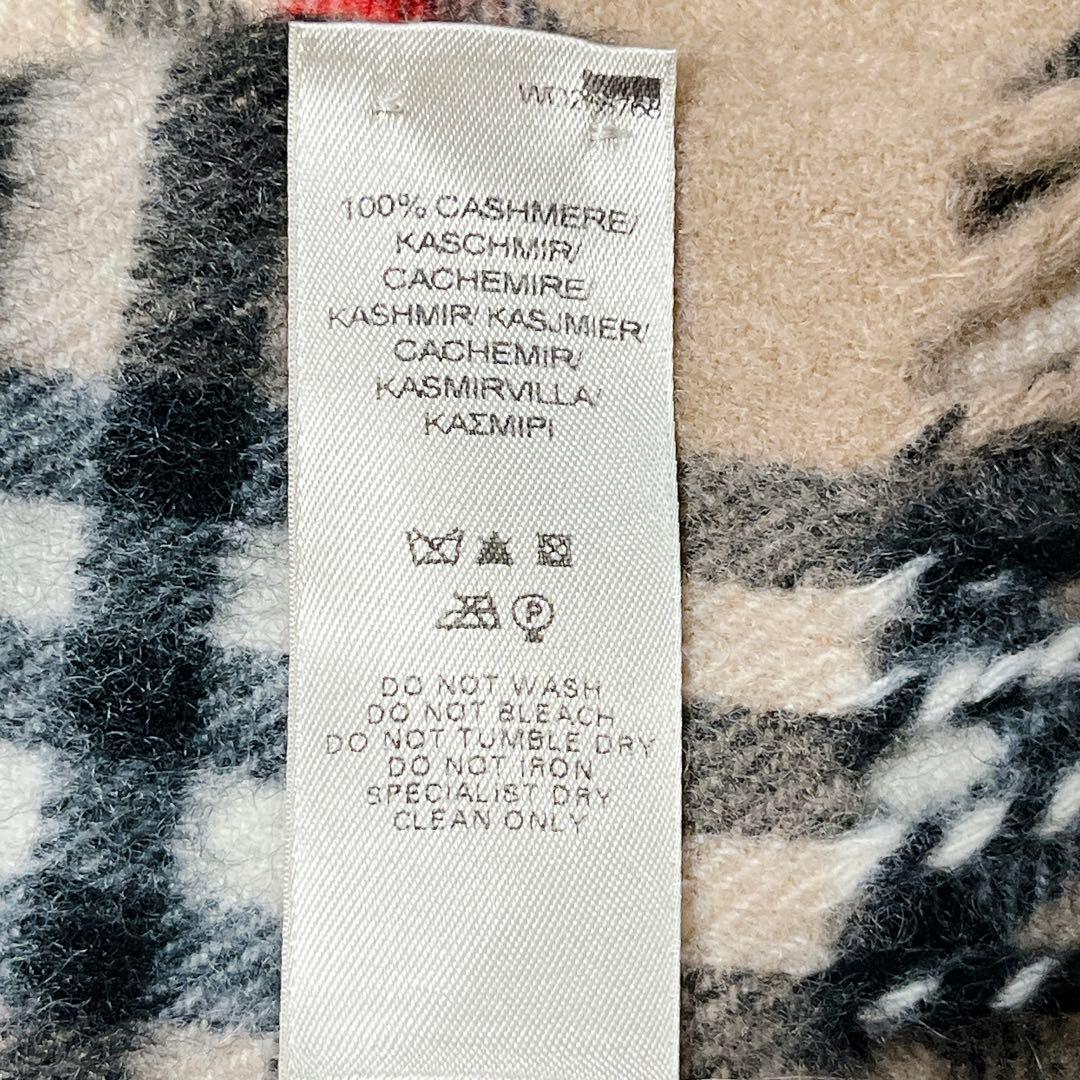 100% CASHMERE/
KASCHMIR/
CACHEMIRE/
KASHMIR/ KASJMIER/
CACHEMIR/
KASMIRVILLA/
ΚΑΣΜΙΡΙ
P
DO NOT WASH
DO NOT BLEACH
DO NOT TUMBLE DRY
DO NOT IRON
SPECIALIST DRY
CLEAN ONLY